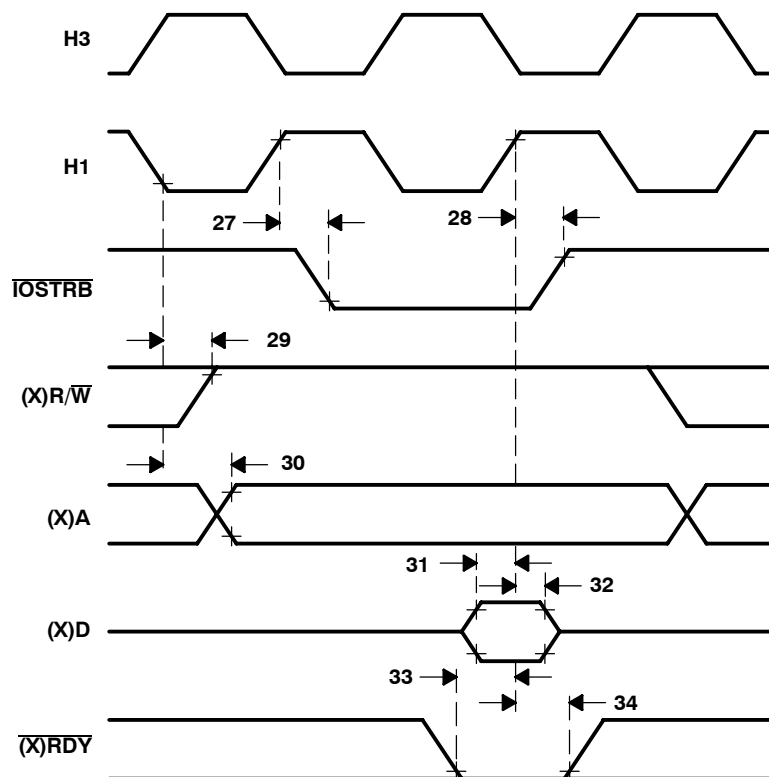 H3
H1
27
28
IOSTRB
29
(X)R/W
30
(X)A
31
32
(X)D
33
34
(X)RDY